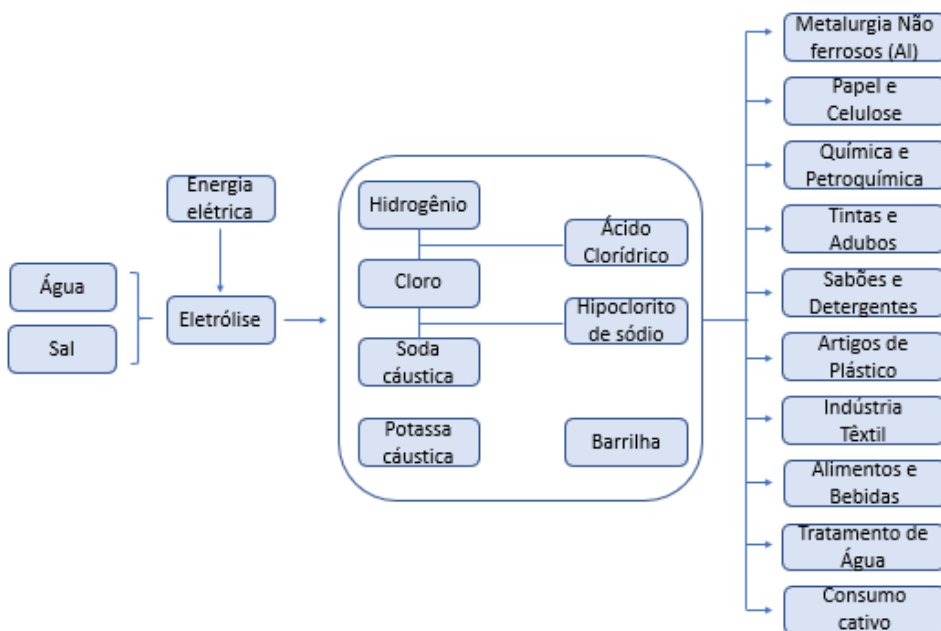 Energia
elétrica
Água
Sal
Eletrólise
Hidrogênio
Cloro
Soda
cáustica
Potassa
cáustica
Ácido
Clorídrico
Hipoclorito
de sódio
Barrilha
Metalurgia Não
ferrosos (Al)
Papel e
Celulose
Química e
Petroquímica
Tintas e
Adubos
Sabões e
Detergentes
Artigos de
Plástico
Indústria
Têxtil
Alimentos e
Bebidas
Tratamento de
Água
Consumo
cativo